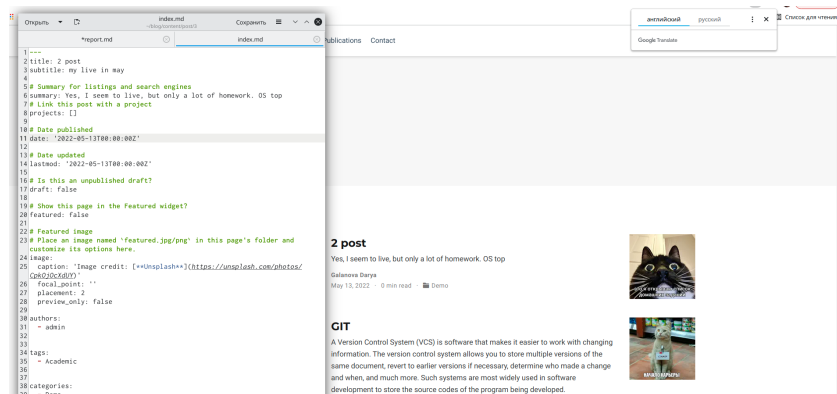 Открыть
index.md
~/blog/content/post/5
Сохранить
*report.md
index.md
1 ---
2 title: 2 post
3 subtitle: my live in may
4
5 # Summary for listings and search engines
6 summary: Yes, I seem to live, but only a lot of homework. OS top
7 # Link this post with a project
8 projects: []
9
10 # Date published
11 date: '2022-05-13T00:00:00Z'
12
13 # Date updated
14 lastmod: '2022-05-13T00:00:00Z'
15
16 # Is this an unpublished draft?
17 draft: false
18
19 # Show this page in the Featured widget?
20 featured: false
21
22 # Featured image
23 # Place an image named `featured.jpg/png` in this page's folder and
customize its options here.
24 image:
25 caption: 'Image credit: [**Unsplash**](https://unsplash.com/photos/
CpkOjOcXdUY)'
26 focal_point: ''
27 placement: 2
28 preview_only: false
29
30 authors:
31 - admin
32
33
34 tags:
35 - Academic
36
37
38 categories:
Publications Contact
английский русский
Google Translate
Список для чтения
2 post
Yes, I seem to live, but only a lot of homework. OS top
Galanova Darya
May 13, 2022 · 0 min read · Demo
GIT
A Version Control System (VCS) is software that makes it easier to work with changing
information. The version control system allows you to store multiple versions of the
same document, revert to earlier versions if necessary, determine who made a change
and when, and much more. Such systems are most widely used in software
development to store the source codes of the program being developed.
НАЧАЛО КАРЬЕРЫ